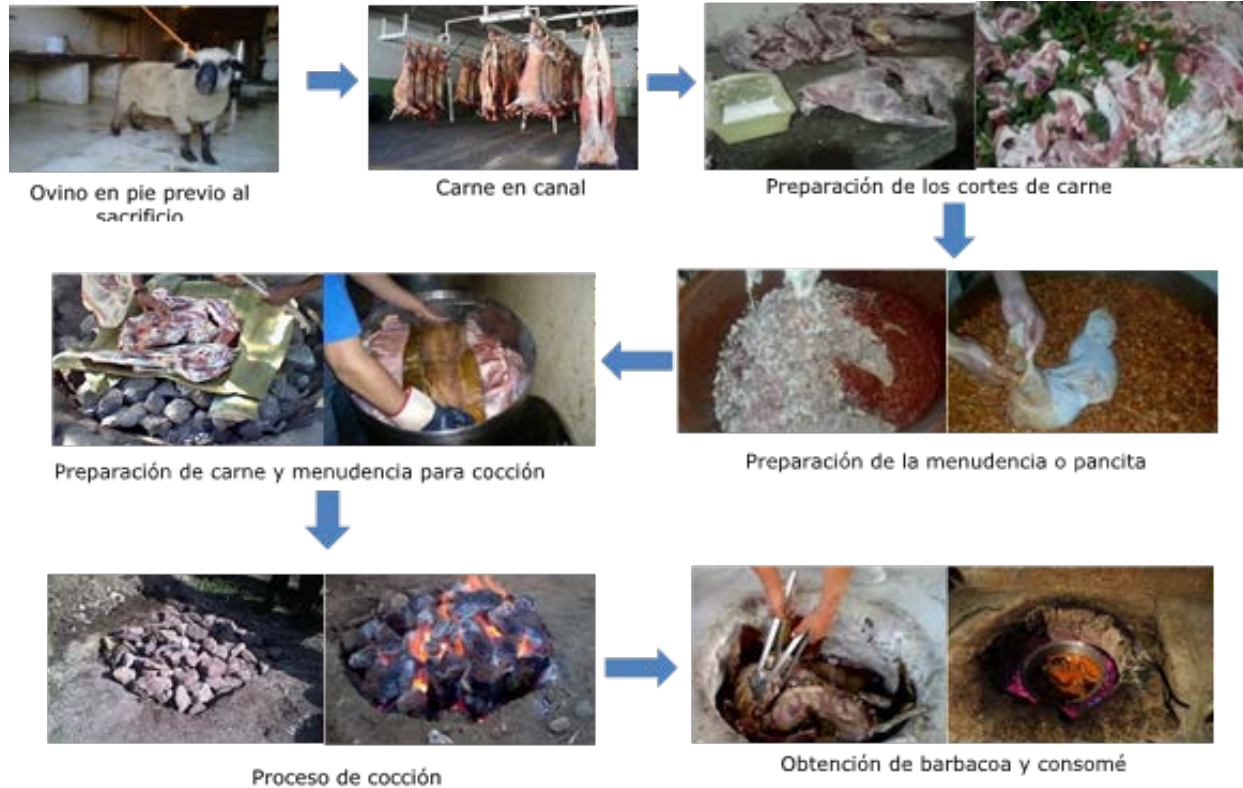 Ovino en pie previo al
sacrificio
Carne en canal
Preparación de los cortes de carne
Preparación de la menudencia o pancita
Preparación de carne y menudencia para cocción
Proceso de cocción
Obtención de barbacoa y consomé